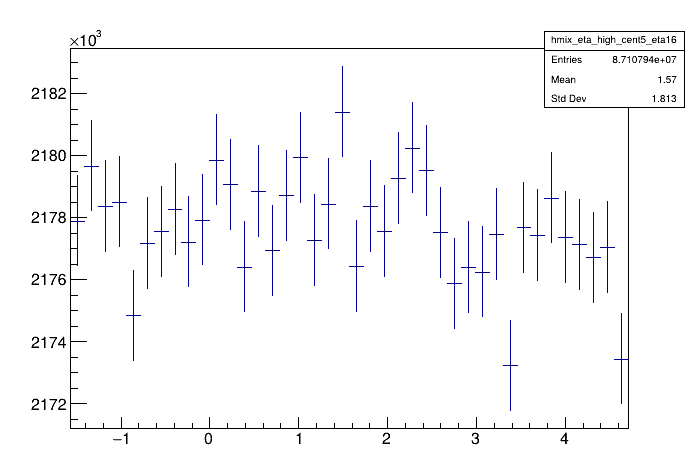 ×10³
hmix_eta_high_cent5_eta16
Entries 8.710794e+07
Mean 1.57
Std Dev 1.813
2182
2180
2178
2176
2174
2172
−1 0 1 2 3 4